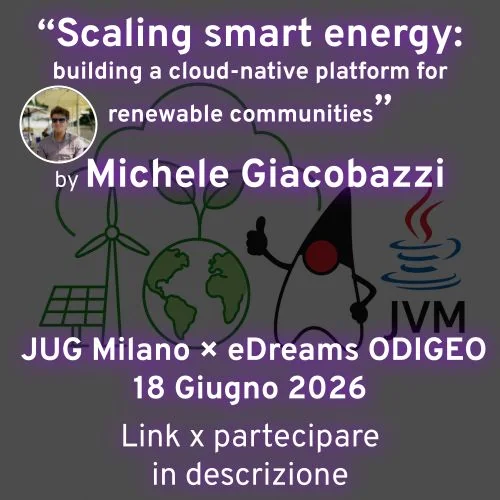 “Scaling smart energy:
building a cloud-native platform for
renewable communities”
by Michele Giacobazzi
JVM
JUG Milano × eDreams ODIGEO
18 Giugno 2026
Link x partecipare
in descrizione